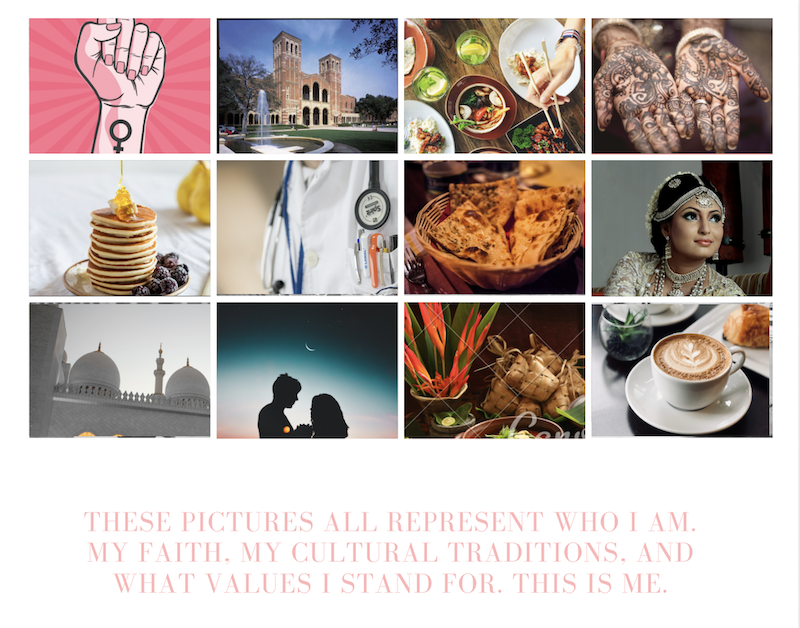 THESE PICTURES ALL REPRESENT WHO I AM.
MY FAITH, MY CULTURAL TRADITIONS, AND
WHAT VALUES I STAND FOR. THIS IS ME.